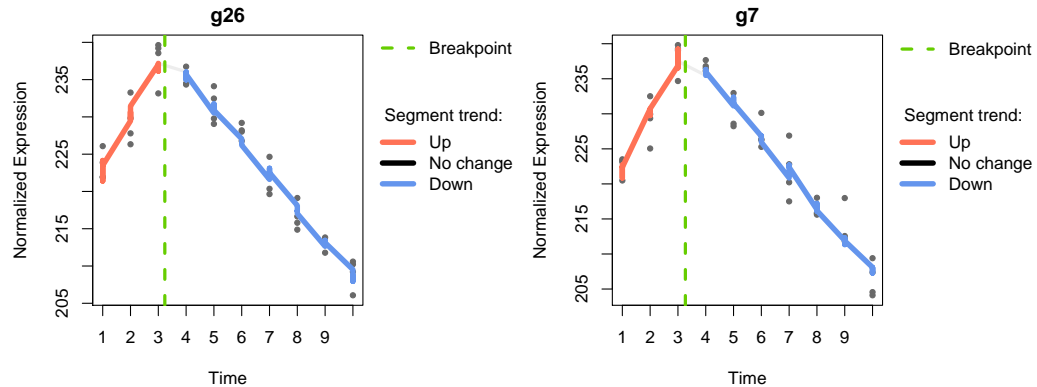 g26
Normalized Expression
235
225
215
205
1 2 3 4 5 6 7 8 9
Time
Breakpoint
Segment trend:
Up
No change
Down
g7
Normalized Expression
235
225
215
205
1 2 3 4 5 6 7 8 9
Time
Breakpoint
Segment trend:
Up
No change
Down